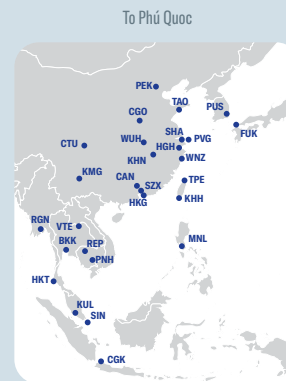 To Phú Quoc
PEK
TAO
PUS
CGO
FUK
SHA
PVG
CTU
WUH
HGH
WNZ
KHN
KMG
CAN
SZX
TPE
HKG
KHH
RGN
VTE
BKK
REP
MNL
PNH
HKT
KUL
SIN
CGK